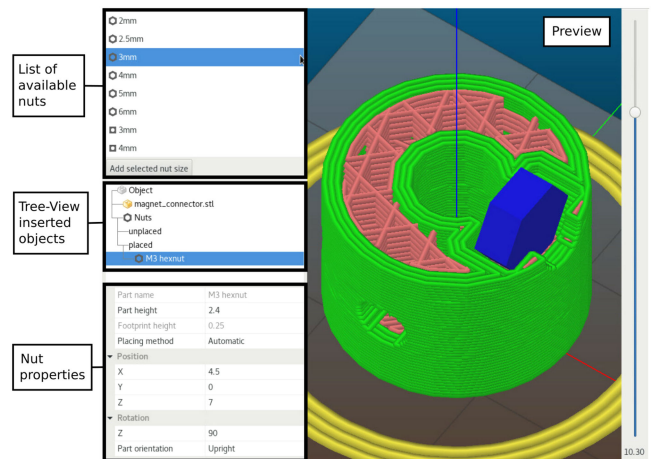 List of
available
nuts
2mm
2.5mm
3mm
4mm
5mm
6mm
3mm
4mm
Add selected nut size
Tree-View
inserted
objects
Object
magnet_connector.stl
Nuts
unplaced
placed
M3 hexnut
Nut
properties
Part name M3 hexnut
Part height 2.4
Footprint height 0.25
Placing method Automatic
Position
X 4.5
Y 0
Z 7
Rotation
Z 90
Part orientation Upright
Preview
10.30